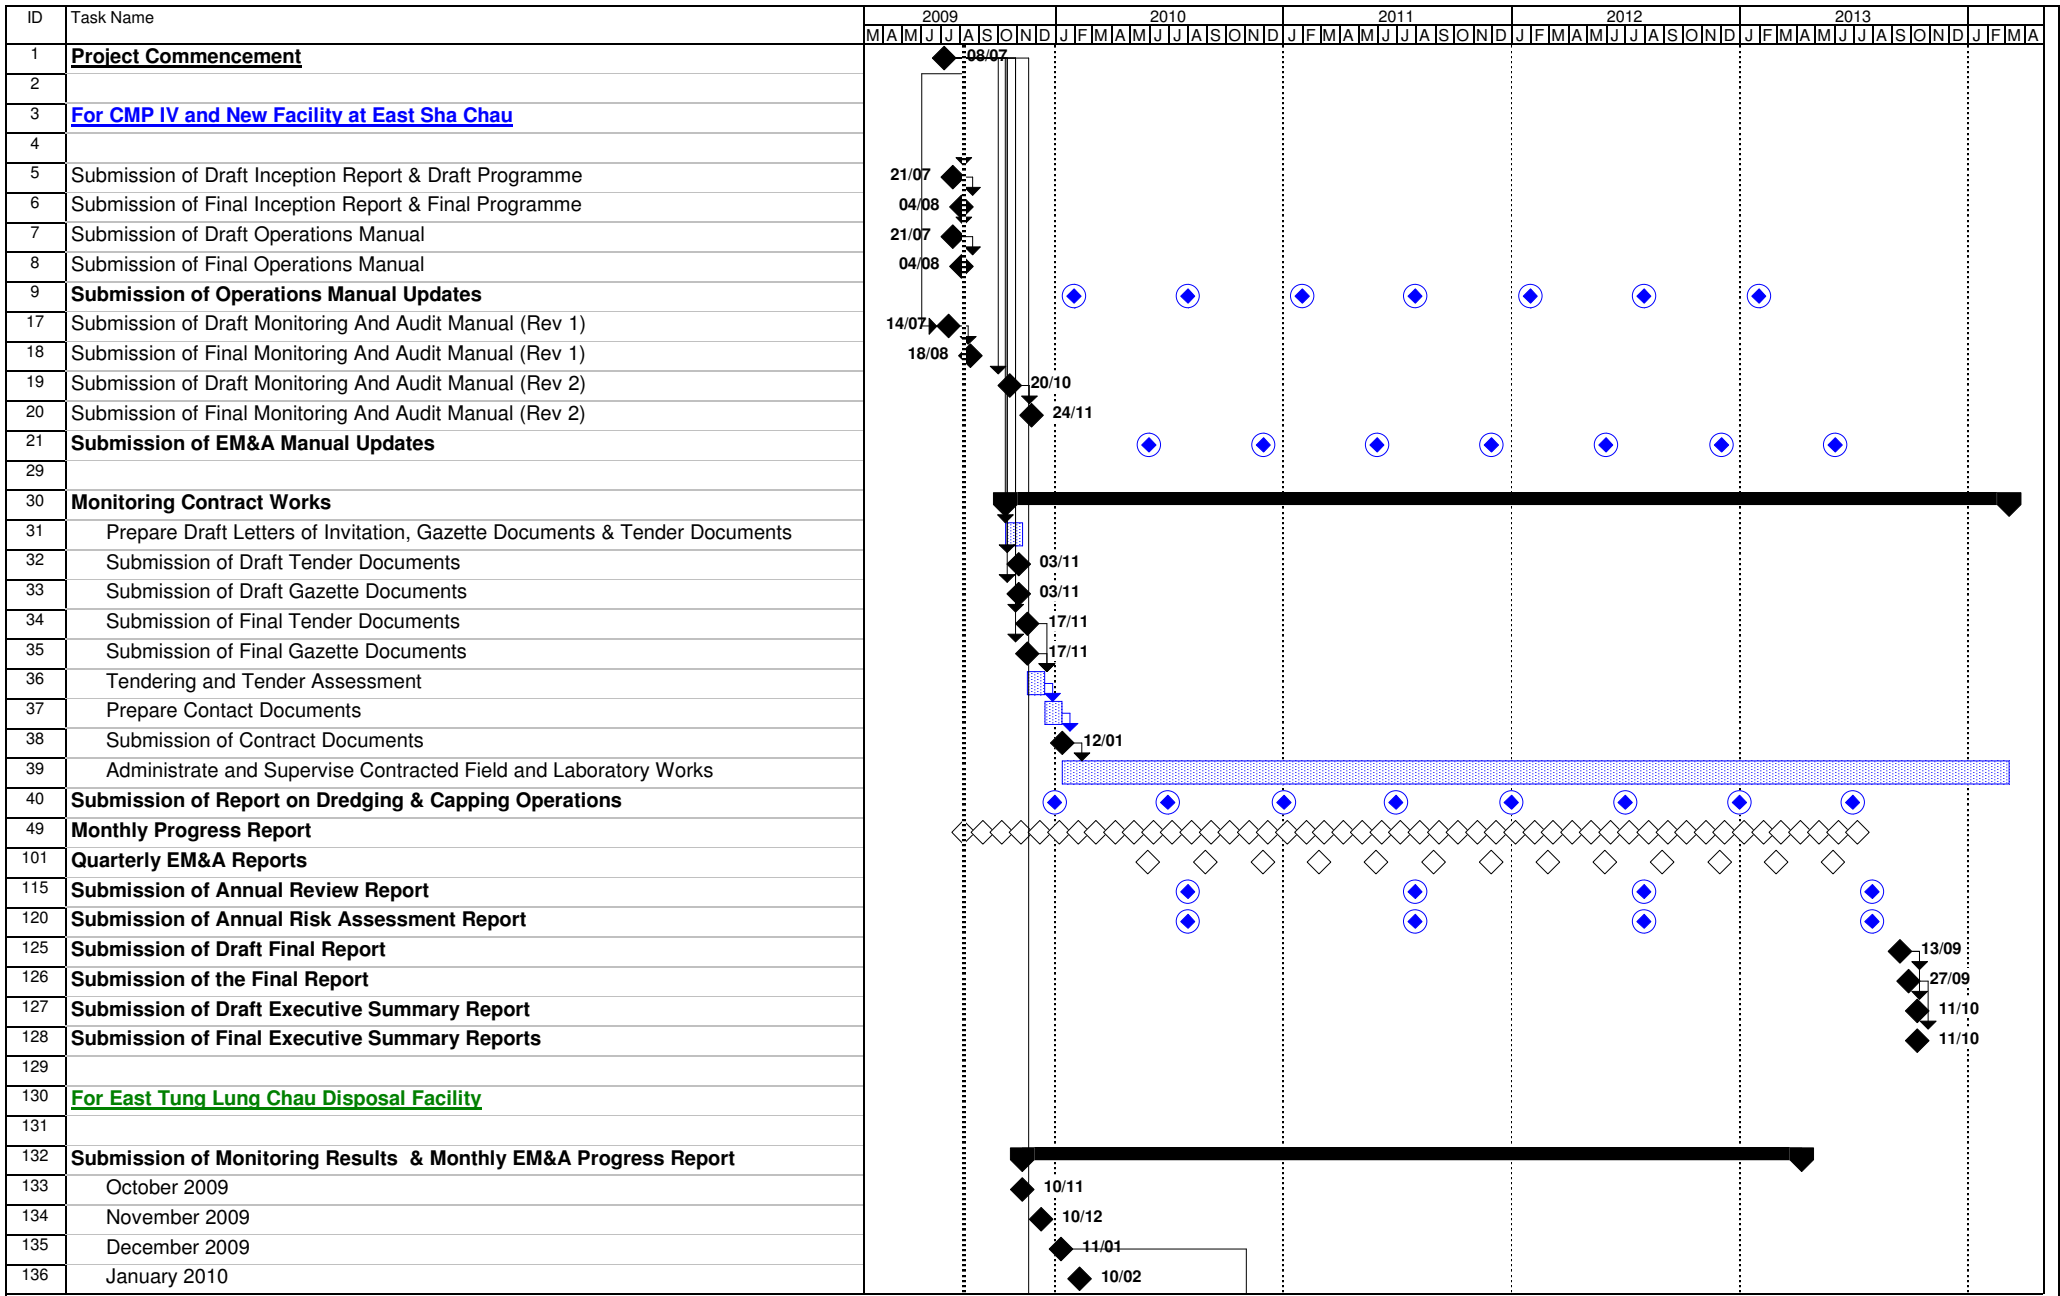 ID Task Name 2009 2010 2011 2012 2013
M A M J J A S O N D J F M A M J J A S O N D J F M A M J J A S O N D J F M A M J J A S O N D J F M A M J J A S O N D J F M A
1 Project Commencement 08/07
2
3 For CMP IV and New Facility at East Sha Chau
4
5 Submission of Draft Inception Report & Draft Programme 21/07
6 Submission of Final Inception Report & Final Programme 04/08
7 Submission of Draft Operations Manual 21/07
8 Submission of Final Operations Manual 04/08
9 Submission of Operations Manual Updates
17 Submission of Draft Monitoring And Audit Manual (Rev 1) 14/07
18 Submission of Final Monitoring And Audit Manual (Rev 1) 18/08
19 Submission of Draft Monitoring And Audit Manual (Rev 2) 20/10
20 Submission of Final Monitoring And Audit Manual (Rev 2) 24/11
21 Submission of EM&A Manual Updates
29
30 Monitoring Contract Works
31 Prepare Draft Letters of Invitation, Gazette Documents & Tender Documents
32 Submission of Draft Tender Documents 03/11
33 Submission of Draft Gazette Documents 03/11
34 Submission of Final Tender Documents 17/11
35 Submission of Final Gazette Documents 17/11
36 Tendering and Tender Assessment
37 Prepare Contact Documents
38 Submission of Contract Documents 12/01
39 Administrate and Supervise Contracted Field and Laboratory Works
40 Submission of Report on Dredging & Capping Operations
49 Monthly Progress Report
101 Quarterly EM&A Reports
115 Submission of Annual Review Report
120 Submission of Annual Risk Assessment Report
125 Submission of Draft Final Report 13/09
126 Submission of the Final Report 27/09
127 Submission of Draft Executive Summary Report 11/10
128 Submission of Final Executive Summary Reports 11/10
129
130 For East Tung Lung Chau Disposal Facility
131
132 Submission of Monitoring Results & Monthly EM&A Progress Report
133 October 2009 10/11
134 November 2009 10/12
135 December 2009 11/01
136 January 2010 10/02